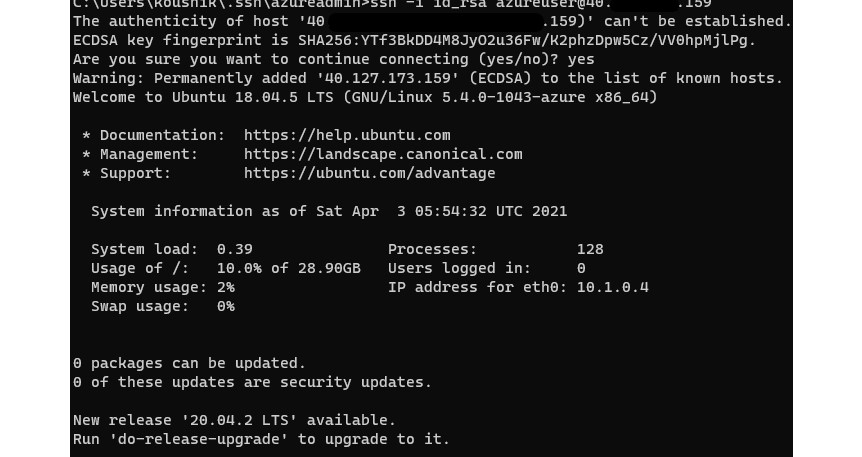 C:\Users\koushik\.ssh\azureadmin>ssh -i id_rsa azureuser@40. .159
The authenticity of host '40 .159)' can't be established.
ECDSA key fingerprint is SHA256:YTf3BkDD4M8JyO2u36Fw/K2phzDpw5Cz/VV0hpMjlPg.
Are you sure you want to continue connecting (yes/no)? yes
Warning: Permanently added '40.127.173.159' (ECDSA) to the list of known hosts.
Welcome to Ubuntu 18.04.5 LTS (GNU/Linux 5.4.0-1043-azure x86_64)
* Documentation: https://help.ubuntu.com
* Management: https://landscape.canonical.com
* Support: https://ubuntu.com/advantage
System information as of Sat Apr 3 05:54:32 UTC 2021
System load: 0.39 Processes: 128
Usage of /: 10.0% of 28.90GB Users logged in: 0
Memory usage: 2% IP address for eth0: 10.1.0.4
Swap usage: 0%
0 packages can be updated.
0 of these updates are security updates.
New release '20.04.2 LTS' available.
Run 'do-release-upgrade' to upgrade to it.